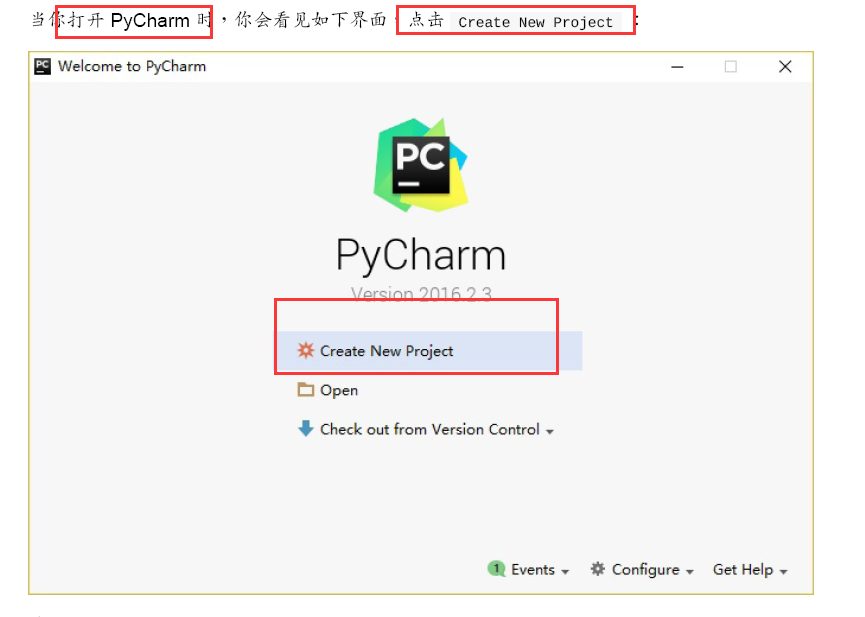 当你打开 PyCharm 时，你会看见如下界面。点击 Create New Project：
PC Welcome to PyCharm
PC
PyCharm
Version 2016.2.3
Create New Project
Open
Check out from Version Control
1 Events Configure Get Help